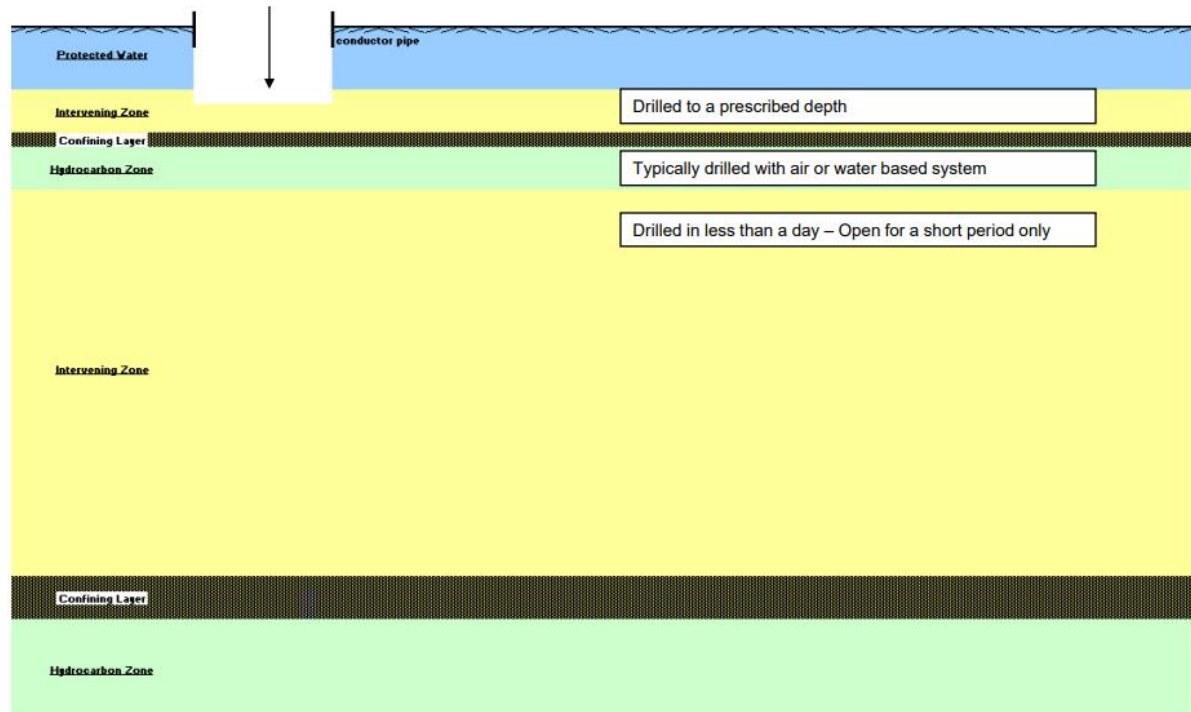 conductor pipe
Protected Water
Drilled to a prescribed depth
Intervening Zone
Confining Layer
Typically drilled with air or water based system
Hydrocarbon Zone
Drilled in less than a day – Open for a short period only
Intervening Zone
Confining Layer
Hydrocarbon Zone